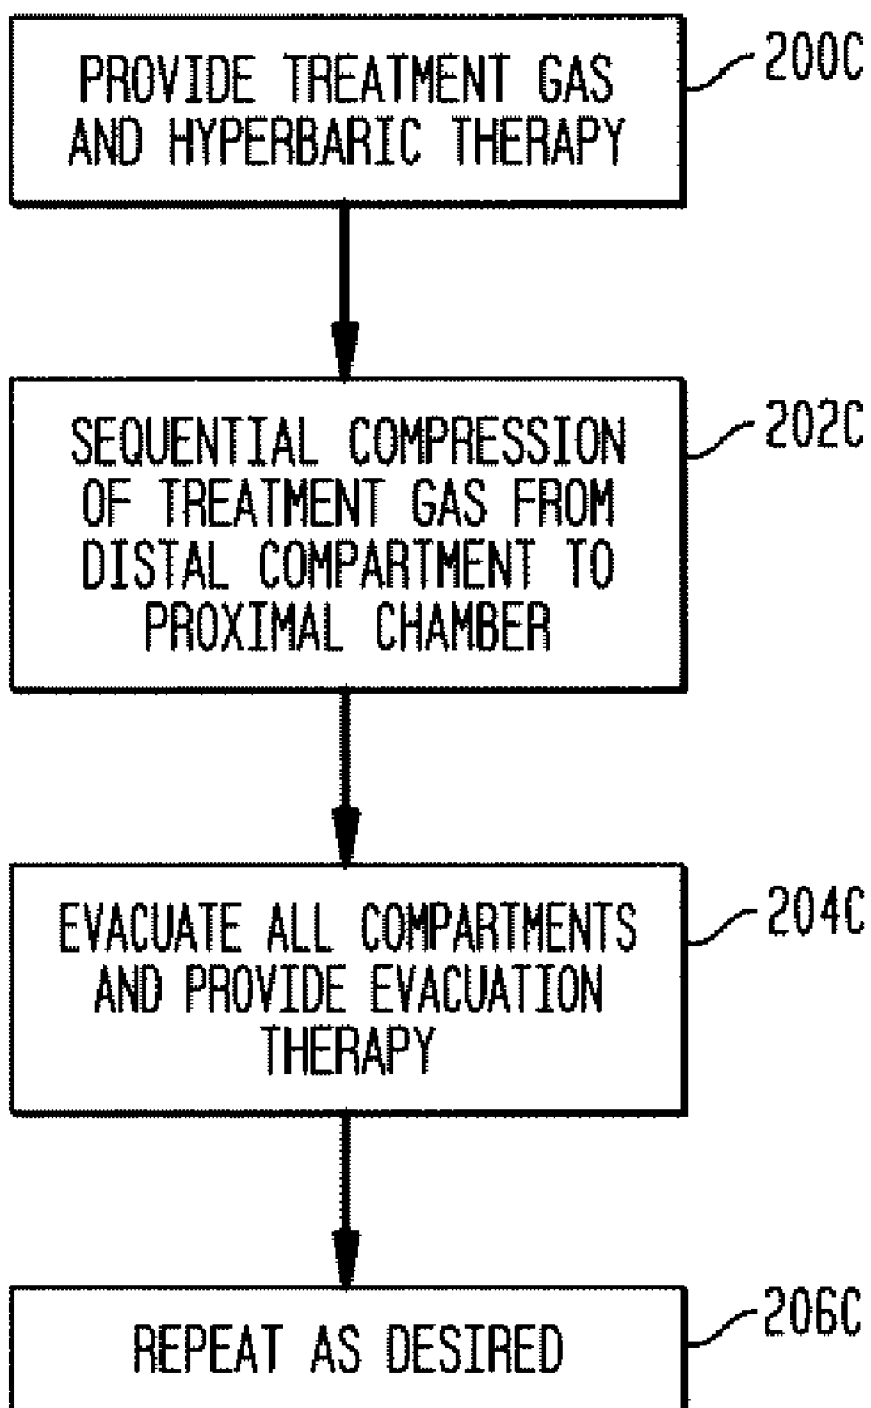 PROVIDE TREATMENT GAS
AND HYPERBARIC THERAPY
200C
SEQUENTIAL COMPRESSION
OF TREATMENT GAS FROM
DISTAL COMPARTMENT TO
PROXIMAL CHAMBER
202C
EVACUATE ALL COMPARTMENTS
AND PROVIDE EVACUATION
THERAPY
204C
REPEAT AS DESIRED
206C